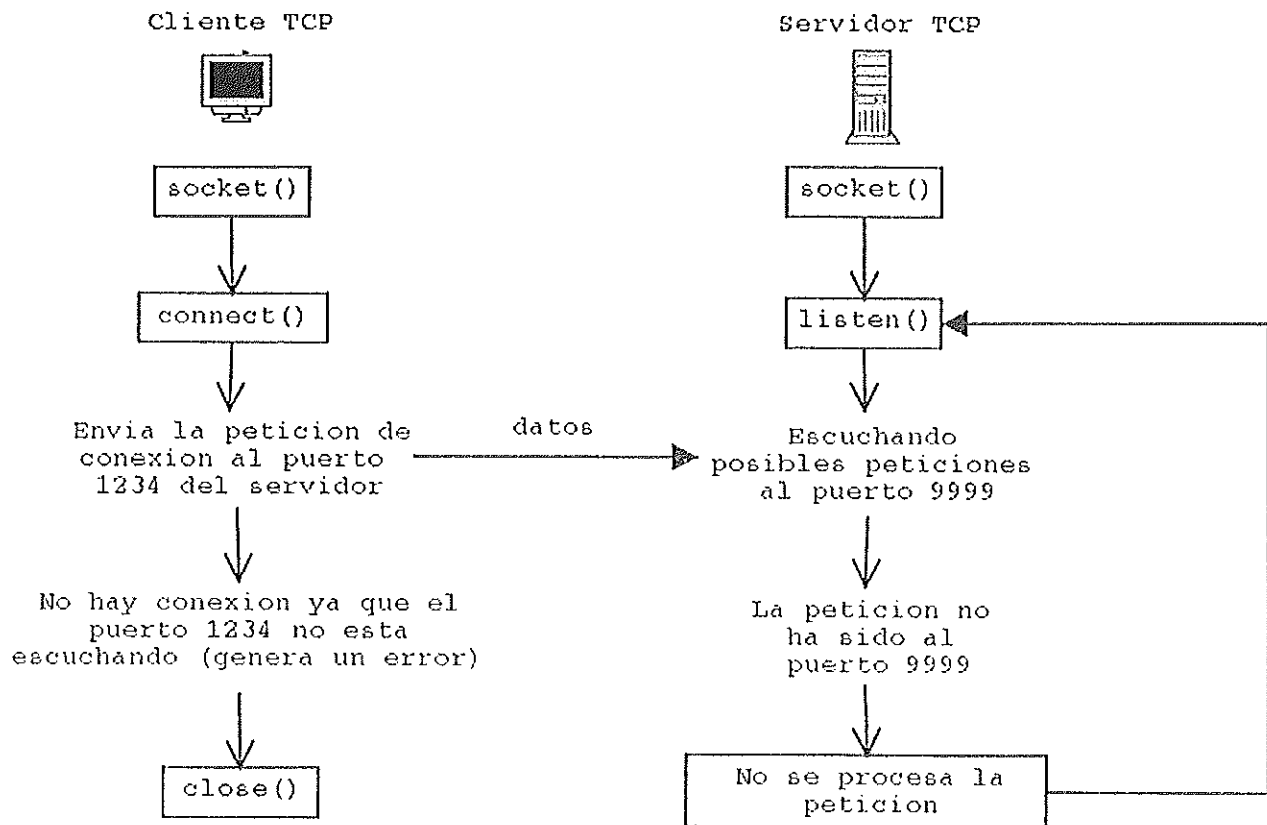 Cliente TCP
socket()
connect()
Envia la peticion de
conexion al puerto
1234 del servidor
No hay conexion ya que el
puerto 1234 no esta
escuchando (genera un error)
close()
datos
Servidor TCP
socket()
listen()
Escuchando
posibles peticiones
al puerto 9999
La peticion no
ha sido al
puerto 9999
No se procesa la
peticion